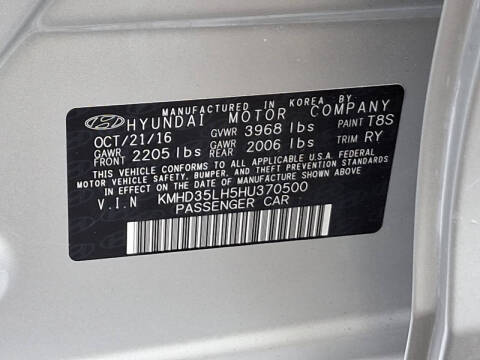 MANUFACTURED IN KOREA BY
HYUNDAI MOTOR COMPANY
OCT/21/16 GVWR 3968 lbs PAINT T8S
GAWR FRONT 2205 lbs GAWR REAR 2006 lbs TRIM RY
THIS VEHICLE CONFORMS TO ALL APPLICABLE U.S.A. FEDERAL
MOTOR VEHICLE SAFETY, BUMPER, AND THEFT PREVENTION STANDARDS
IN EFFECT ON THE DATE OF MANUFACTURE SHOWN ABOVE.
V.I.N KMHD35LH5HU370500
PASSENGER CAR